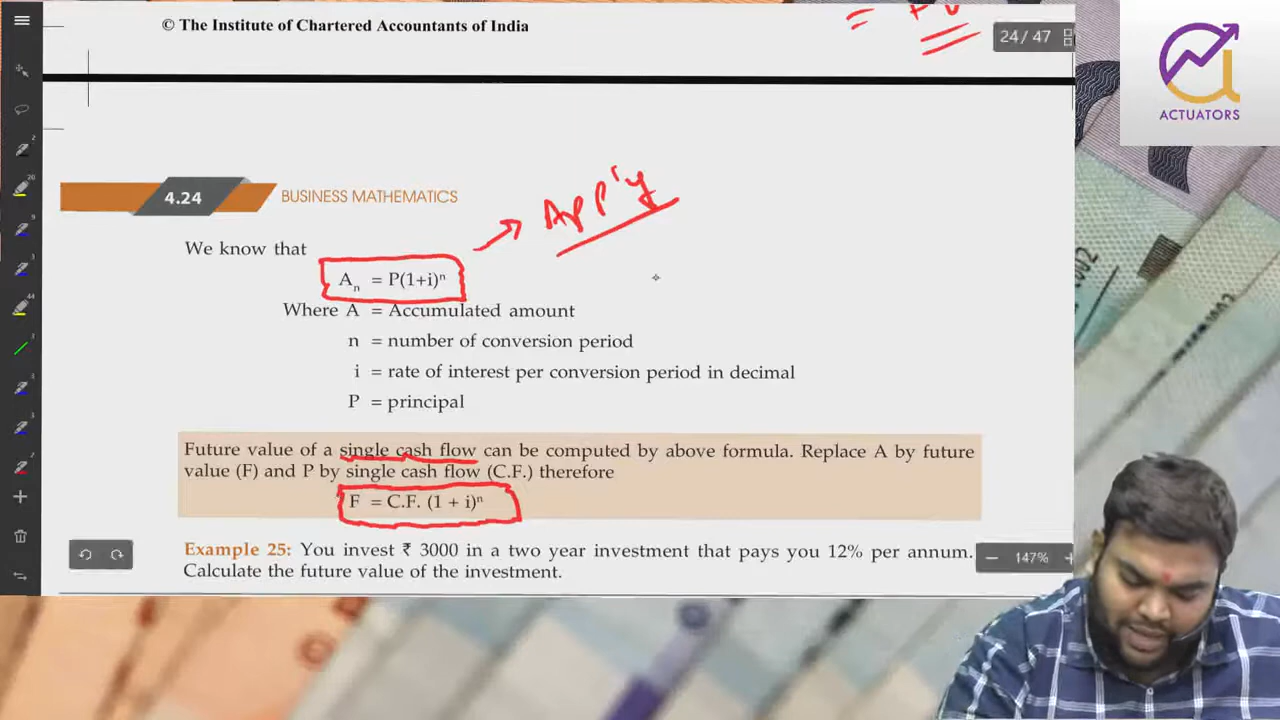 © The Institute of Chartered Accountants of India
24 / 47
ACTUATORS
4.24 BUSINESS MATHEMATICS
App'y
We know that
Aₙ = P(1+i)ⁿ
Where A = Accumulated amount
n = number of conversion period
i = rate of interest per conversion period in decimal
P = principal
Future value of a single cash flow can be computed by above formula. Replace A by future
value (F) and P by single cash flow (C.F.) therefore
F = C.F. (1 + i)ⁿ
Example 25: You invest ₹ 3000 in a two year investment that pays you 12% per annum.
Calculate the future value of the investment.
147%